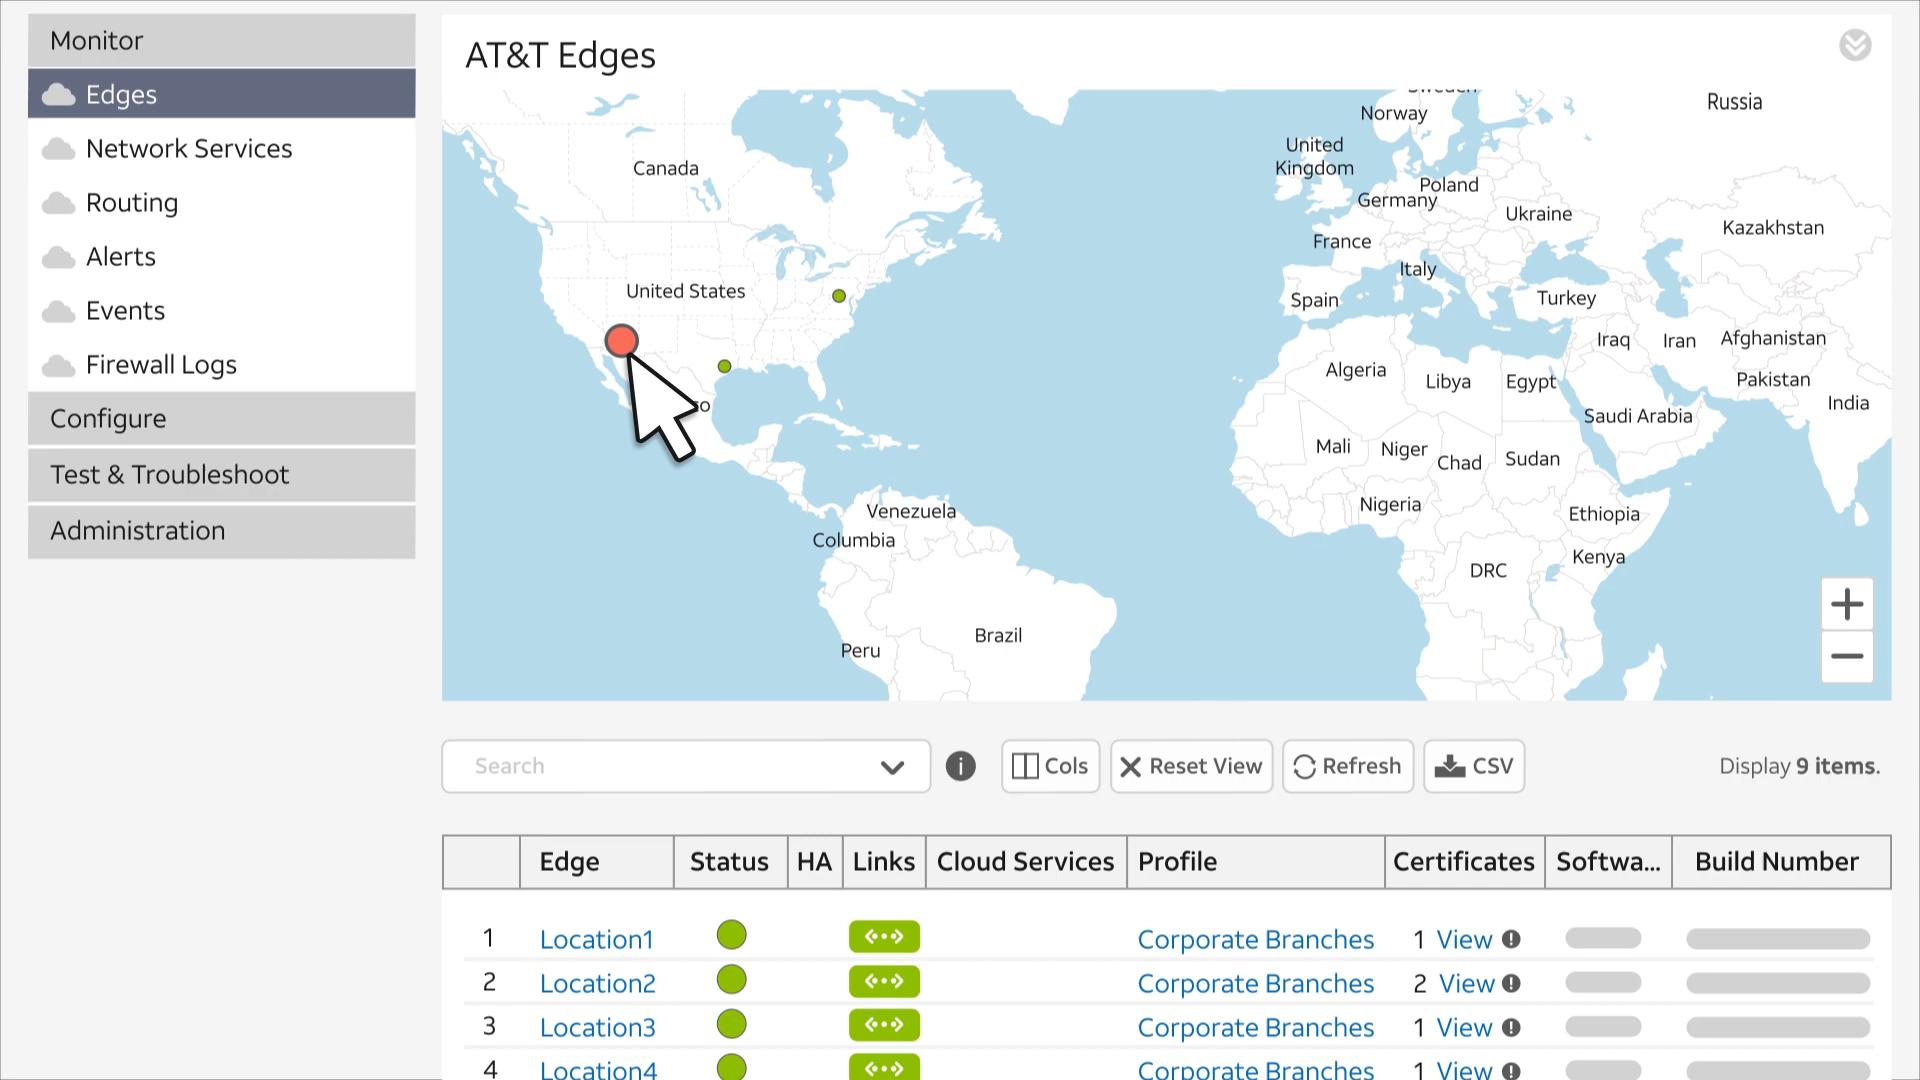 Monitor
Edges
Network Services
Routing
Alerts
Events
Firewall Logs
Configure
Test & Troubleshoot
Administration
AT&T Edges
Sweden
Norway
Russia
United
Kingdom
Canada
Poland
Germany
Ukraine
Kazakhstan
France
Italy
United States
Spain
Turkey
Iraq
Iran
Afghanistan
Algeria
Libya
Egypt
Pakistan
India
Saudi Arabia
Mali
Niger
Chad
Sudan
Nigeria
Venezuela
Ethiopia
Columbia
Kenya
DRC
Brazil
Peru
Search
Cols
Reset View
Refresh
CSV
Display 9 items.
Edge Status HA Links Cloud Services Profile Certificates Softwa... Build Number
1 Location1 Corporate Branches 1 View
2 Location2 Corporate Branches 2 View
3 Location3 Corporate Branches 1 View
4 Location4 Corporate Branches 1 View